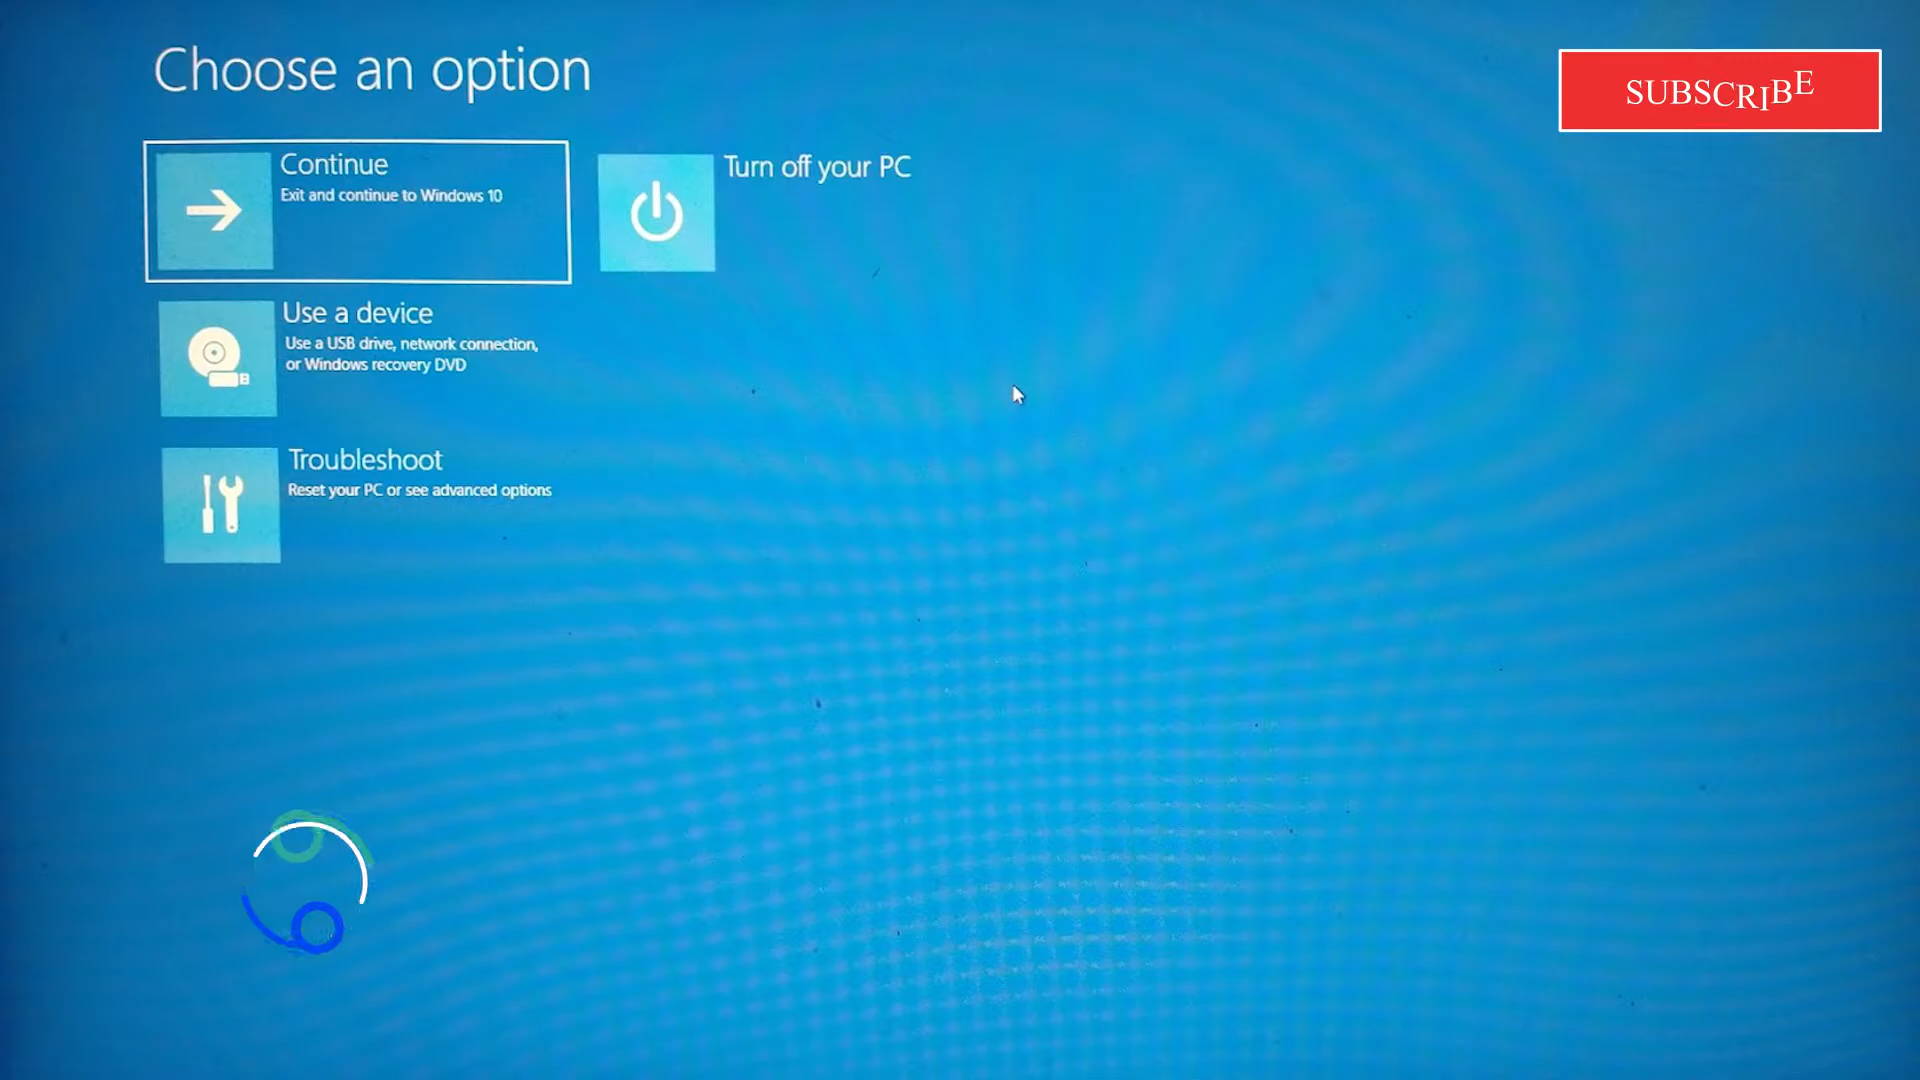 Choose an option
SUBSCRIBE
Continue
Exit and continue to Windows 10
Turn off your PC
Use a device
Use a USB drive, network connection,
or Windows recovery DVD
Troubleshoot
Reset your PC or see advanced options